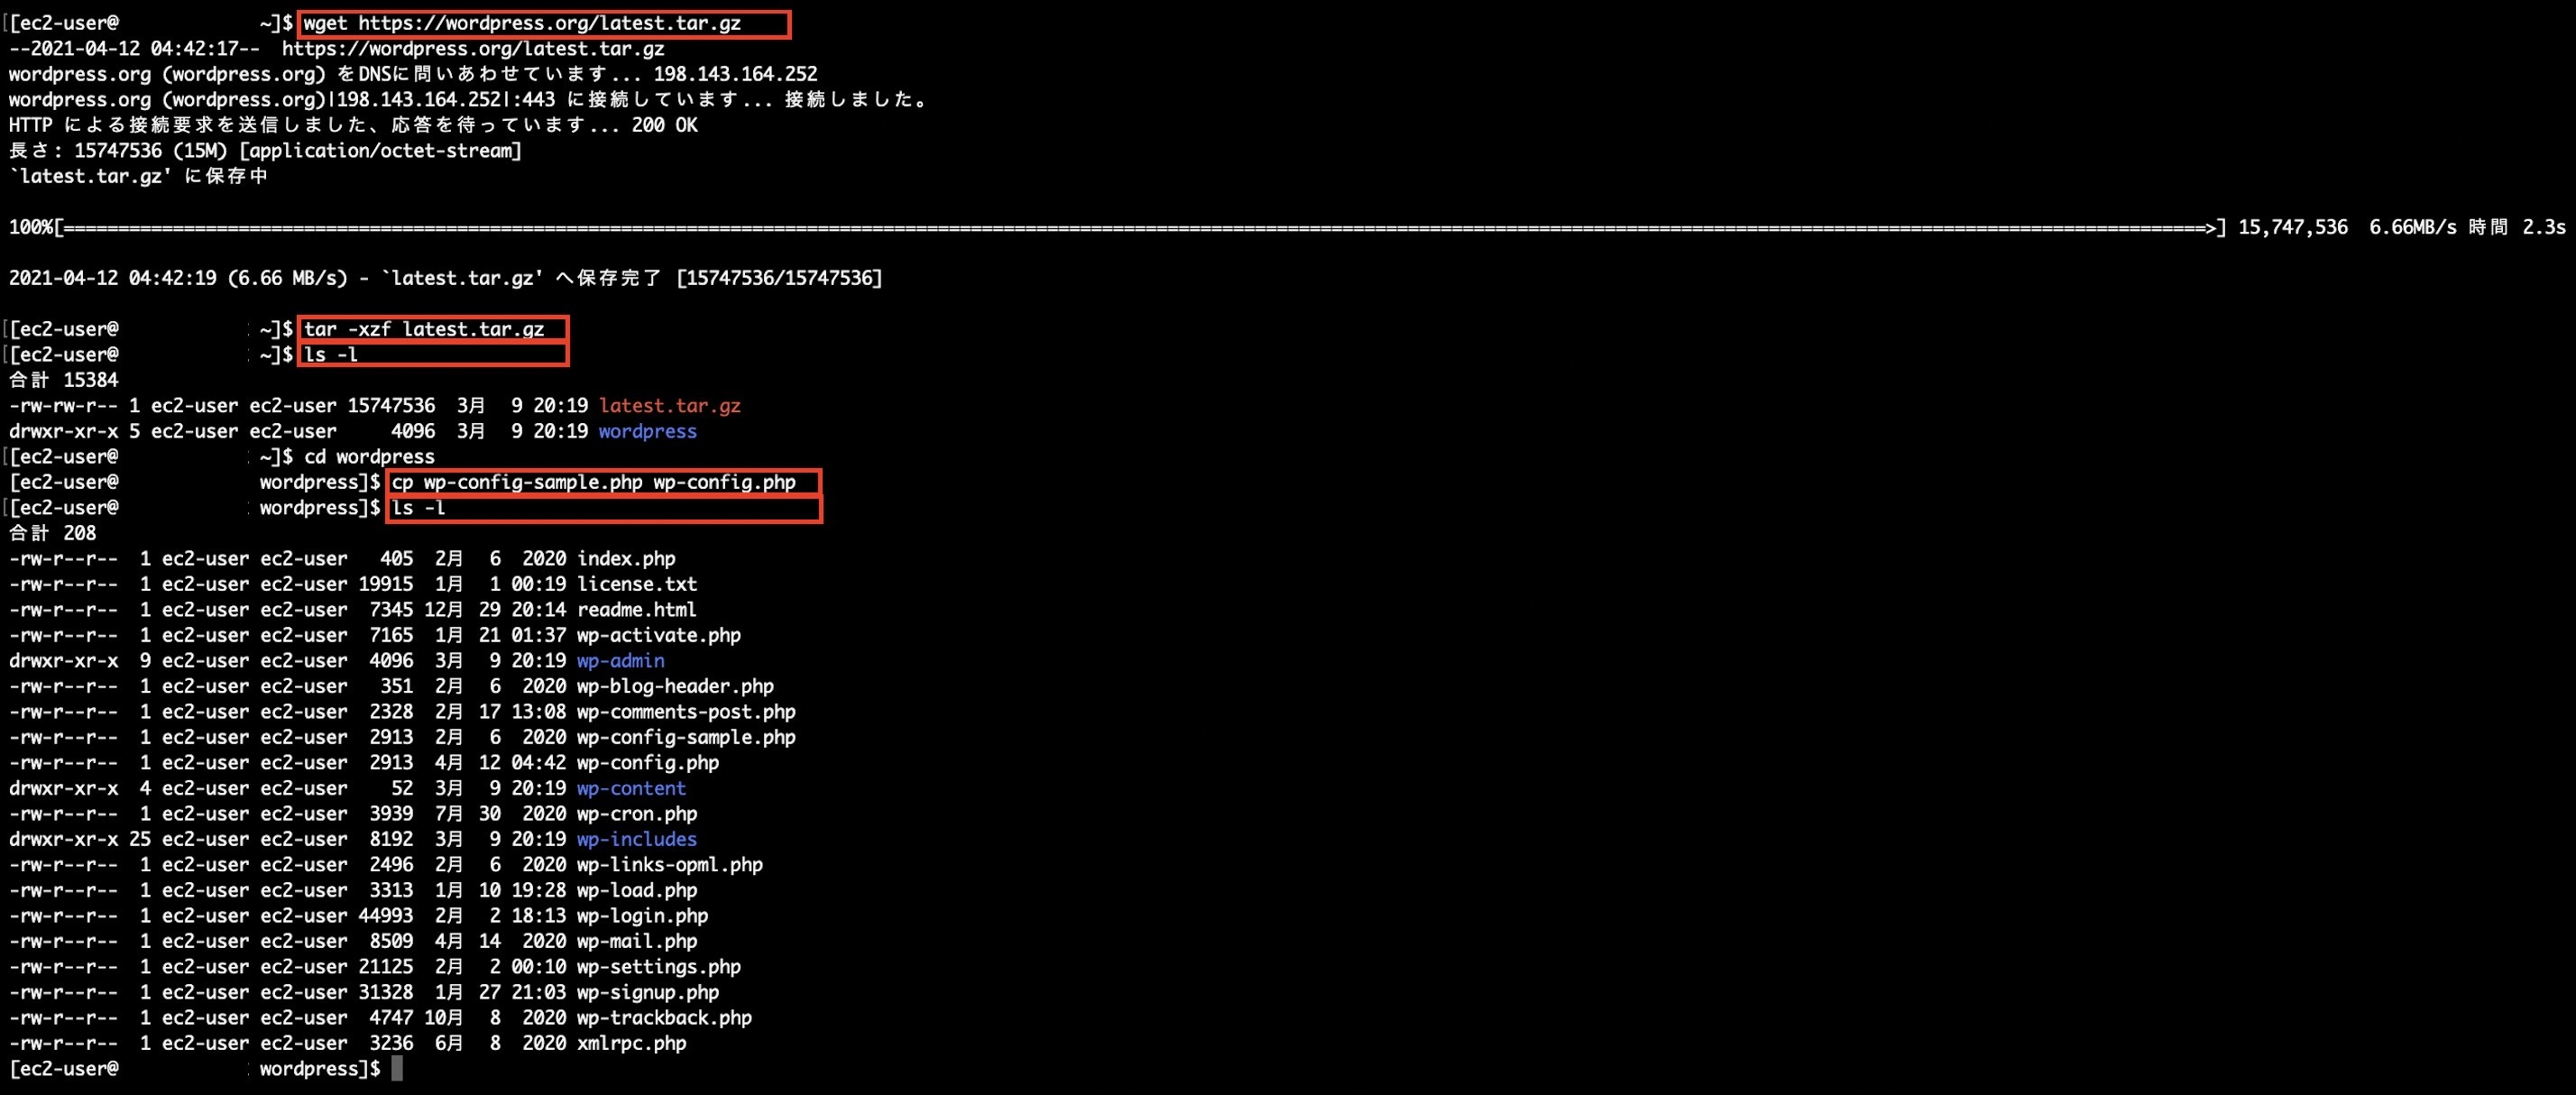 [ec2-user@ ~]$ wget https://wordpress.org/latest.tar.gz
--2021-04-12 04:42:17--  https://wordpress.org/latest.tar.gz
wordpress.org (wordpress.org) をDNSに問いあわせています... 198.143.164.252
wordpress.org (wordpress.org)|198.143.164.252|:443 に接続しています... 接続しました。
HTTP による接続要求を送信しました、応答を待っています... 200 OK
長さ: 15747536 (15M) [application/octet-stream]
`latest.tar.gz' に保存中
100%[======================================>] 15,747,536  6.66MB/s 時間 2.3s
2021-04-12 04:42:19 (6.66 MB/s) - `latest.tar.gz' へ保存完了 [15747536/15747536]
[ec2-user@ ~]$ tar -xzf latest.tar.gz
[ec2-user@ ~]$ ls -l
合計 15384
-rw-rw-r-- 1 ec2-user ec2-user 15747536  3月  9 20:19 latest.tar.gz
drwxr-xr-x 5 ec2-user ec2-user     4096  3月  9 20:19 wordpress
[ec2-user@ ~]$ cd wordpress
[ec2-user@ wordpress]$ cp wp-config-sample.php wp-config.php
[ec2-user@ wordpress]$ ls -l
合計 208
-rw-r--r--  1 ec2-user ec2-user   405  2月  6  2020 index.php
-rw-r--r--  1 ec2-user ec2-user 19915  1月  1 00:19 license.txt
-rw-r--r--  1 ec2-user ec2-user  7345 12月 29 20:14 readme.html
-rw-r--r--  1 ec2-user ec2-user  7165  1月 21 01:37 wp-activate.php
drwxr-xr-x  9 ec2-user ec2-user  4096  3月  9 20:19 wp-admin
-rw-r--r--  1 ec2-user ec2-user   351  2月  6  2020 wp-blog-header.php
-rw-r--r--  1 ec2-user ec2-user  2328  2月 17 13:08 wp-comments-post.php
-rw-r--r--  1 ec2-user ec2-user  2913  2月  6  2020 wp-config-sample.php
-rw-r--r--  1 ec2-user ec2-user  2913  4月 12 04:42 wp-config.php
drwxr-xr-x  4 ec2-user ec2-user    52  3月  9 20:19 wp-content
-rw-r--r--  1 ec2-user ec2-user  3939  7月 30  2020 wp-cron.php
drwxr-xr-x 25 ec2-user ec2-user  8192  3月  9 20:19 wp-includes
-rw-r--r--  1 ec2-user ec2-user  2496  2月  6  2020 wp-links-opml.php
-rw-r--r--  1 ec2-user ec2-user  3313  1月 10 19:28 wp-load.php
-rw-r--r--  1 ec2-user ec2-user 44993  2月  2 18:13 wp-login.php
-rw-r--r--  1 ec2-user ec2-user  8509  4月 14  2020 wp-mail.php
-rw-r--r--  1 ec2-user ec2-user 21125  2月  2 00:10 wp-settings.php
-rw-r--r--  1 ec2-user ec2-user 31328  1月 27 21:03 wp-signup.php
-rw-r--r--  1 ec2-user ec2-user  4747 10月  8  2020 wp-trackback.php
-rw-r--r--  1 ec2-user ec2-user  3236  6月  8  2020 xmlrpc.php
[ec2-user@ wordpress]$